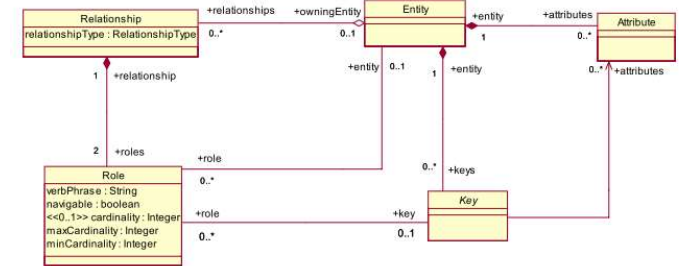 Relationship
relationshipType : RelationshipType
+relationships
0..*
+owningEntity
0..1
Entity
+entity
1
+attributes
0..*
Attribute
1
+relationship
+entity
0..1
1
+entity
0..*
+attributes
2
+roles
+role
0..*
0..*
+keys
Role
verbPhrase : String
navigable : boolean
<<0..1>> cardinality : Integer
maxCardinality : Integer
minCardinality : Integer
+role
0..*
+key
0..1
Key